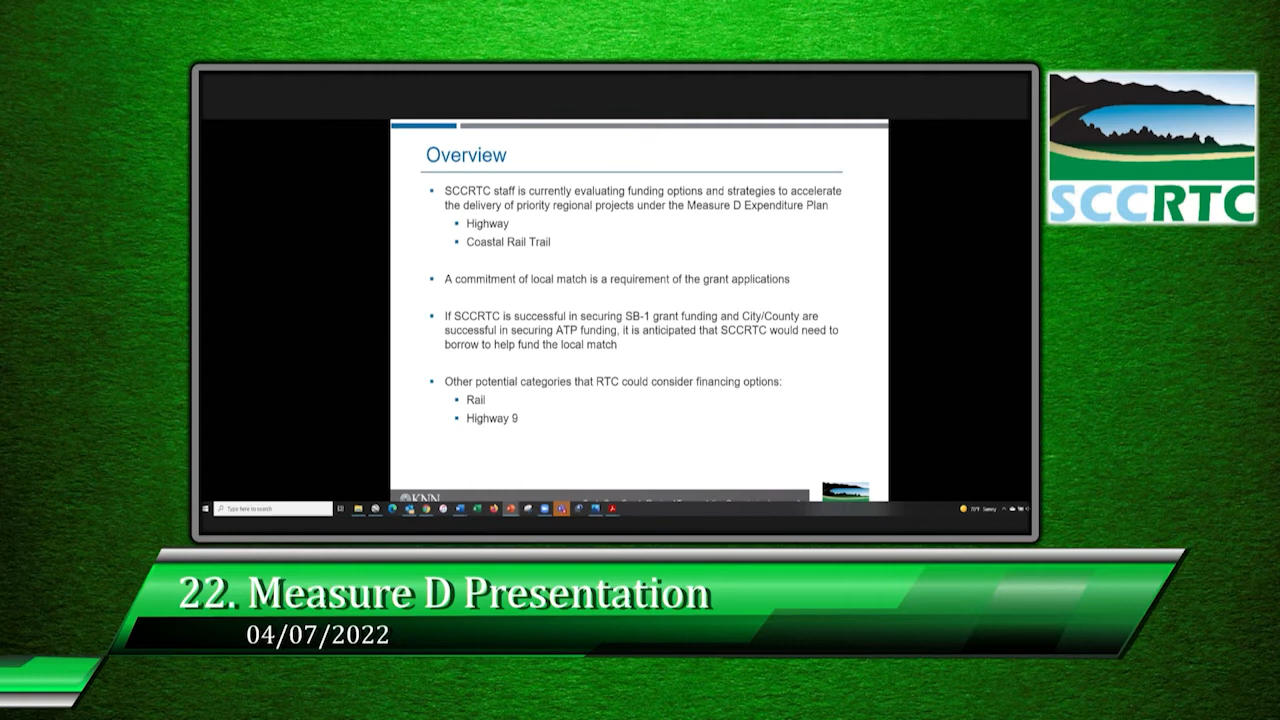 Overview
SCCRTC staff is currently evaluating funding options and strategies to accelerate
the delivery of priority regional projects under the Measure D Expenditure Plan
Highway
Coastal Rail Trail
A commitment of local match is a requirement of the grant applications
If SCCRTC is successful in securing SB-1 grant funding and City/County are
successful in securing ATP funding, it is anticipated that SCCRTC would need to
borrow to help fund the local match
Other potential categories that RTC could consider financing options:
Rail
Highway 9
KNN
Type here to search
Sunny
SCCRTC
22. Measure D Presentation
04/07/2022